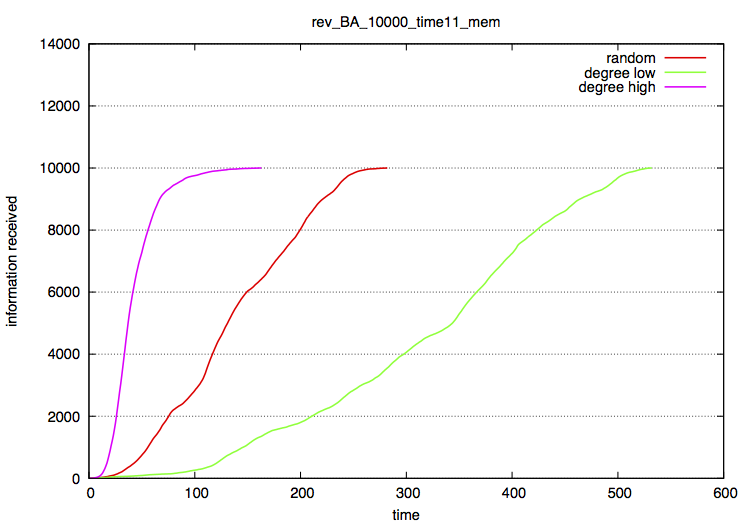 rev_BA_10000_time11_mem
14000
12000
10000
8000
6000
4000
2000
0
information received
random
degree low
degree high
0 100 200 300 400 500 600
time